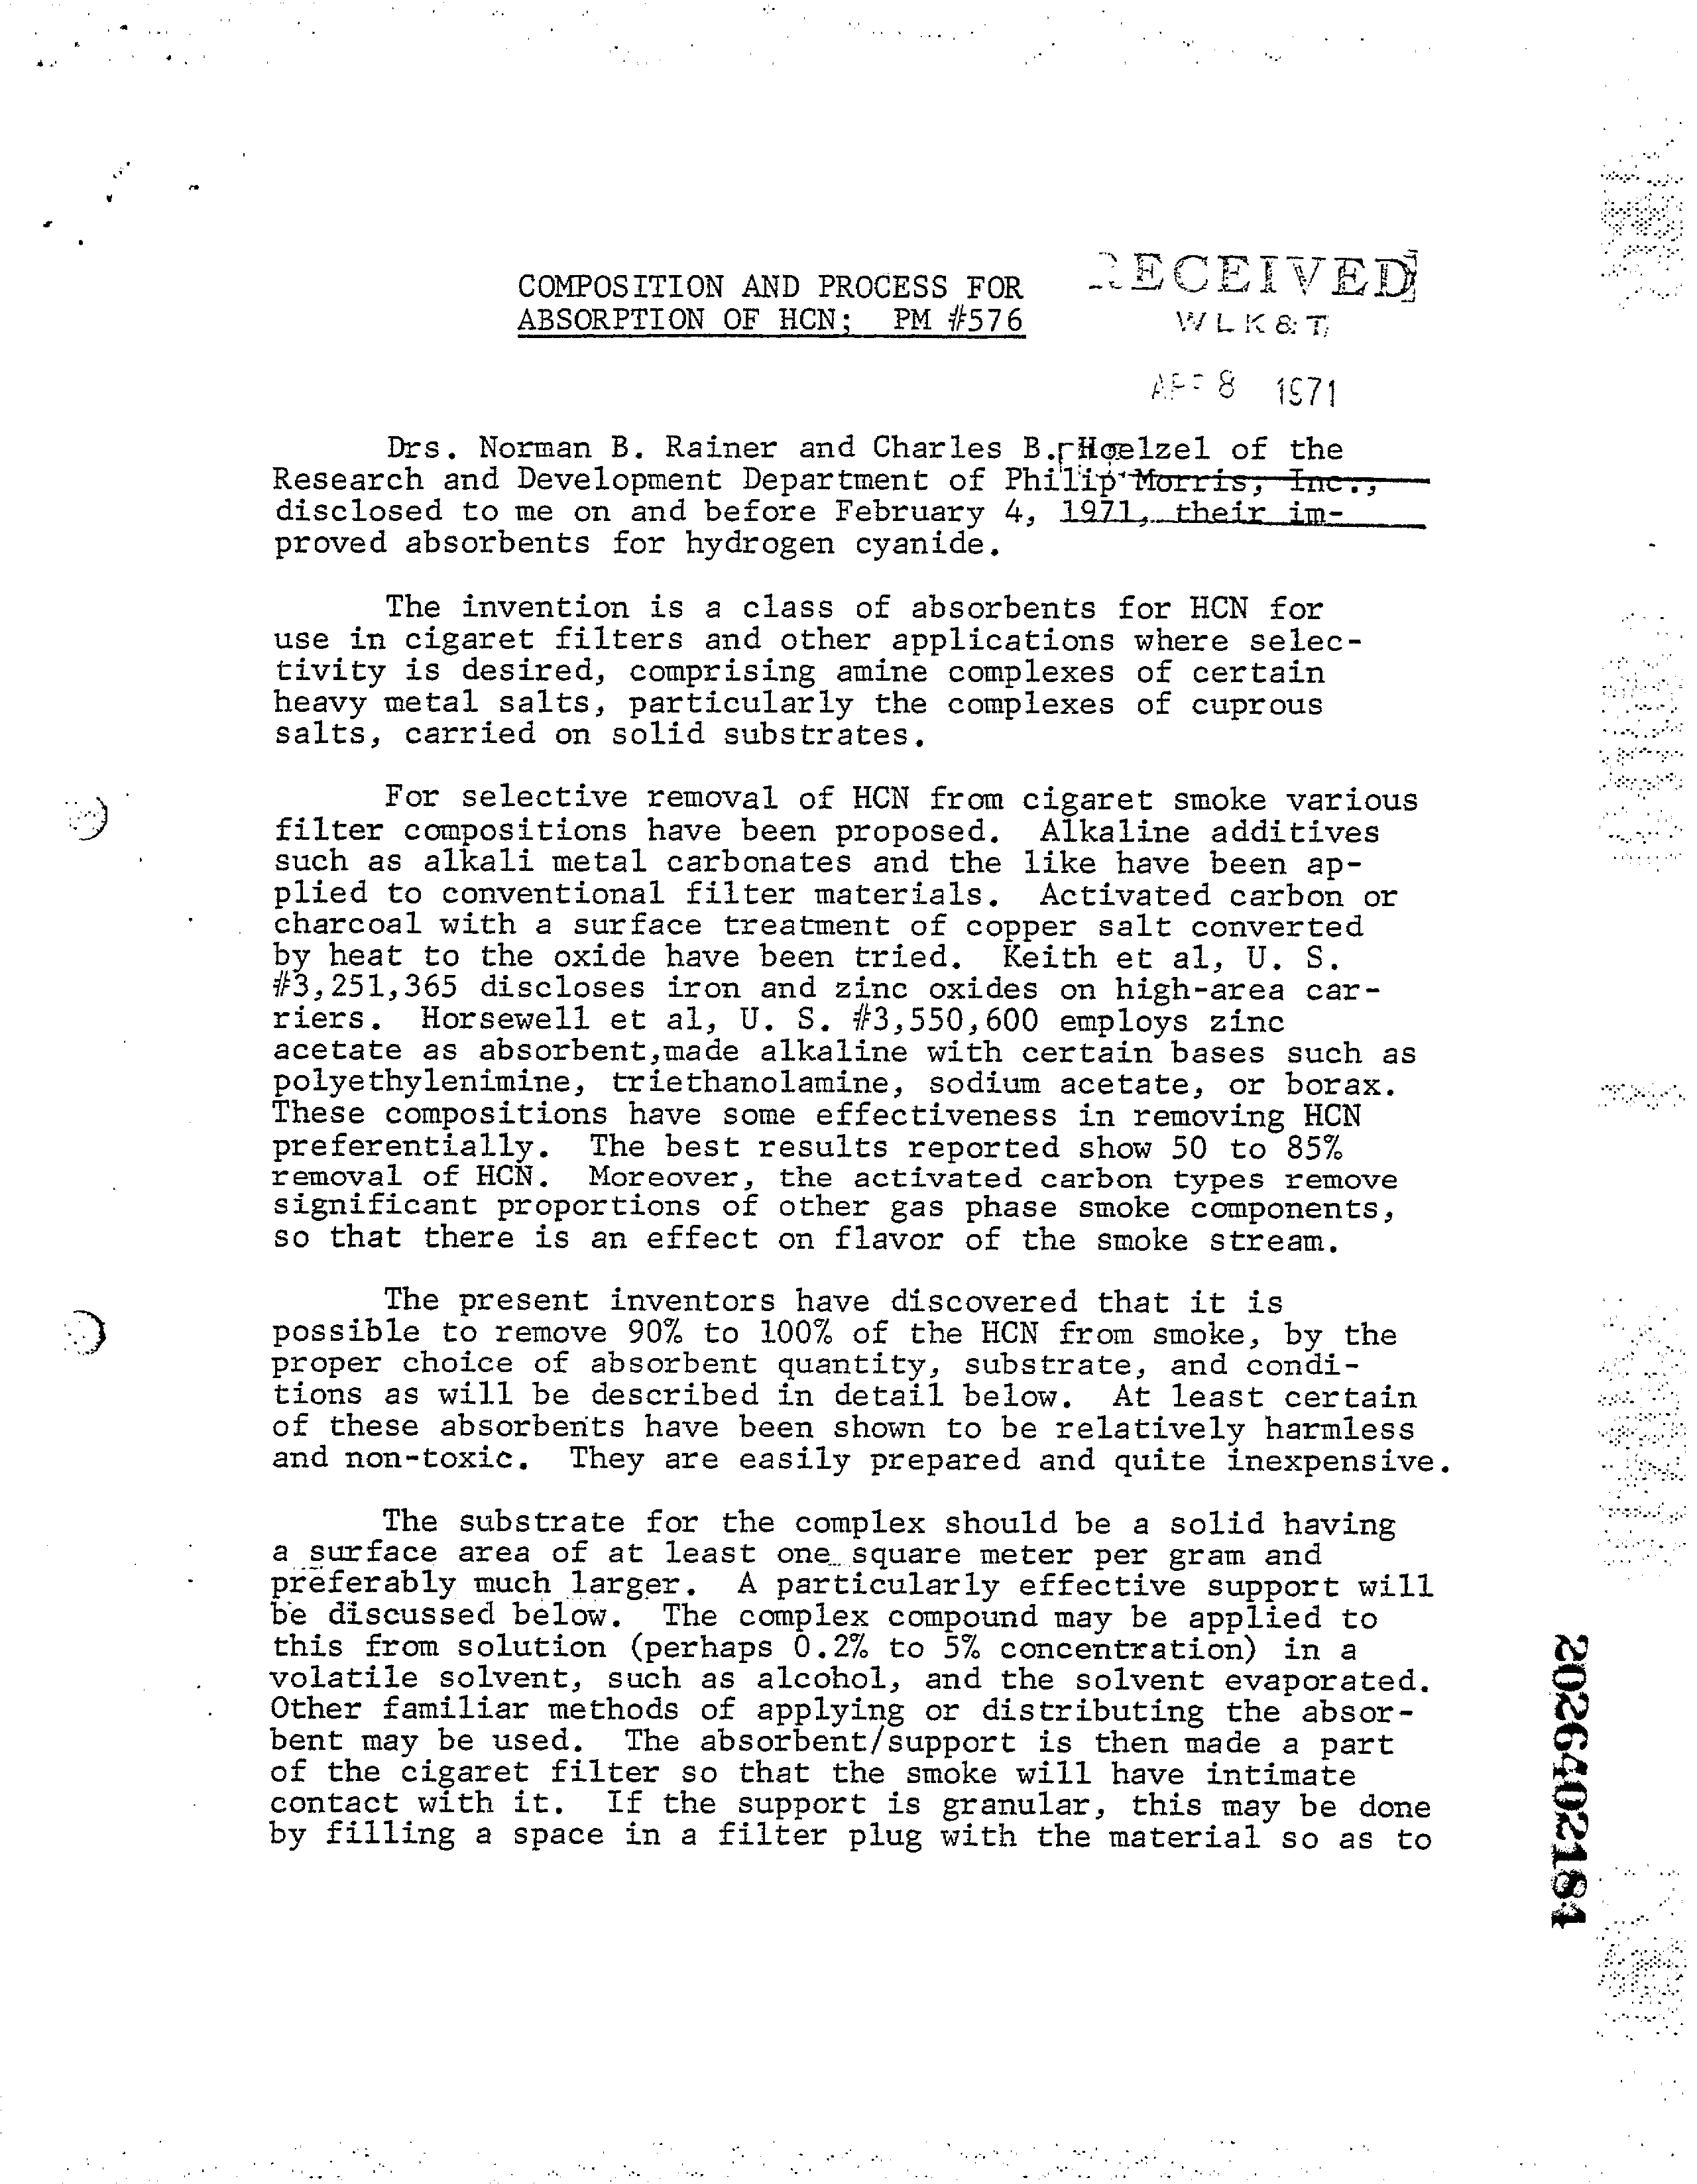 COMPOSITION AND PROCESS FOR
ABSORPTION OF HCN; PM #576
RECEIVED
WLK&T
8 1971
Drs. Norman B. Rainer and Charles B. Hoelzel of the
Research and Development Department of Philip Morris, Inc.,
disclosed to me on and before February 4, 1971, their im-
proved absorbents for hydrogen cyanide.
The invention is a class of absorbents for HCN for
use in cigaret filters and other applications where selec-
tivity is desired, comprising amine complexes of certain
heavy metal salts, particularly the complexes of cuprous
salts, carried on solid substrates.
For selective removal of HCN from cigaret smoke various
filter compositions have been proposed. Alkaline additives
such as alkali metal carbonates and the like have been ap-
plied to conventional filter materials. Activated carbon or
charcoal with a surface treatment of copper salt converted
by heat to the oxide have been tried. Keith et al, U. S.
#3,251,365 discloses iron and zinc oxides on high-area car-
riers. Horsewell et al, U. S. #3,550,600 employs zinc
acetate as absorbent,made alkaline with certain bases such as
polyethylenimine, triethanolamine, sodium acetate, or borax.
These compositions have some effectiveness in removing HCN
preferentially. The best results reported show 50 to 85%
removal of HCN. Moreover, the activated carbon types remove
significant proportions of other gas phase smoke components,
so that there is an effect on flavor of the smoke stream.
The present inventors have discovered that it is
possible to remove 90% to 100% of the HCN from smoke, by the
proper choice of absorbent quantity, substrate, and condi-
tions as will be described in detail below. At least certain
of these absorbents have been shown to be relatively harmless
and non-toxic. They are easily prepared and quite inexpensive.
The substrate for the complex should be a solid having
a surface area of at least one square meter per gram and
preferably much larger. A particularly effective support will
be discussed below. The complex compound may be applied to
this from solution (perhaps 0.2% to 5% concentration) in a
volatile solvent, such as alcohol, and the solvent evaporated.
Other familiar methods of applying or distributing the absor-
bent may be used. The absorbent/support is then made a part
of the cigaret filter so that the smoke will have intimate
contact with it. If the support is granular, this may be done
by filling a space in a filter plug with the material so as to
2026402184